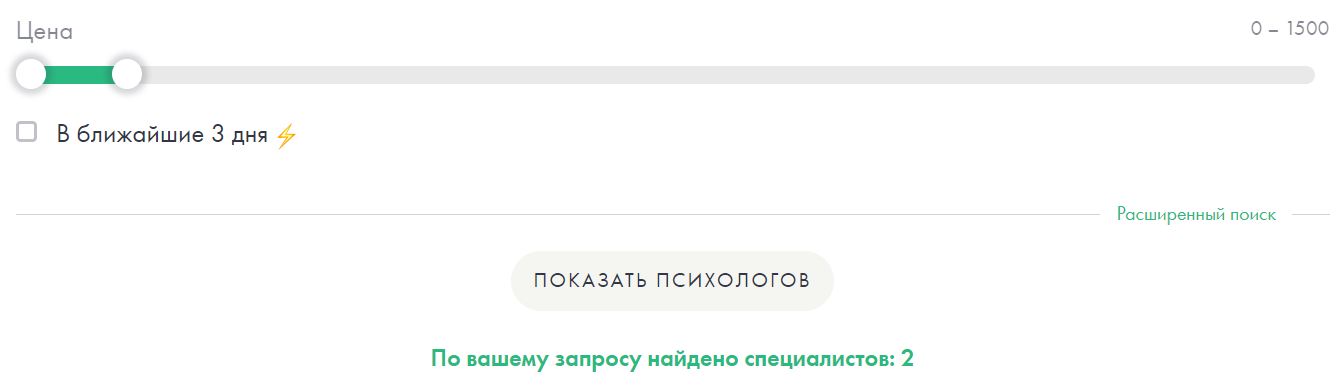 Цена
0 – 1500
В ближайшие 3 дня ⚡
Расширенный поиск
ПОКАЗАТЬ ПСИХОЛОГОВ
По вашему запросу найдено специалистов: 2